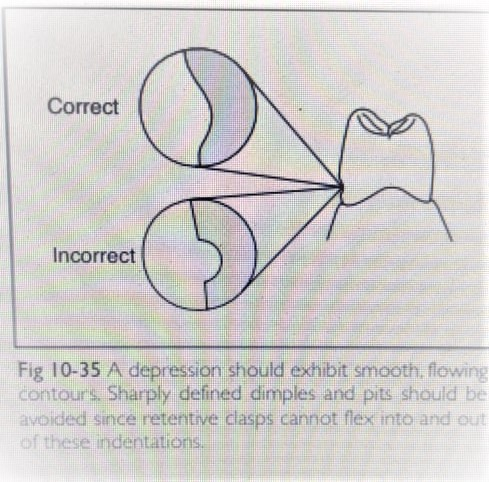 Correct
Incorrect
Fig 10-35 A depression should exhibit smooth, flowing
contours. Sharply defined dimples and pits should be
avoided since retentive clasps cannot flex into and out
of these indentations.